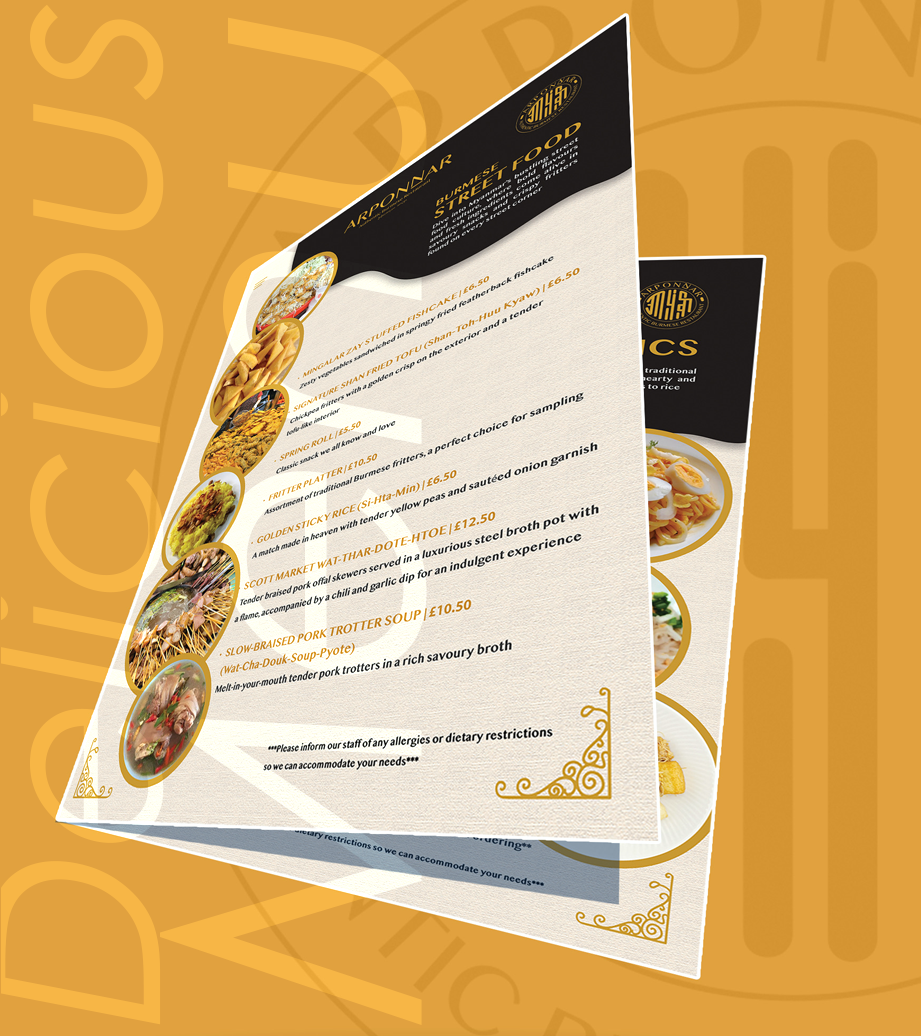 Delicious
Menu
ARPONNAR
ARPONNAR
BURMESE
STREET FOOD
Dive into Myanmar's bustling street
food culture, where bold flavours
and fresh ingredients come alive in
savoury snacks and crispy fritters
found on every street corner
· MINGALAR ZAY STUFFED FISHCAKE | £6.50
Zesty vegetables sandwiched in springy fried featherback fishcake
· SIGNATURE SHAN FRIED TOFU (Shan-Toh-Huu Kyaw) | £6.50
Chickpea fritters with a golden crisp on the exterior and a tender
tofu-like interior
· SPRING ROLL | £5.50
Classic snack we all know and love
· FRITTER PLATTER | £10.50
Assortment of traditional Burmese fritters, a perfect choice for sampling
· GOLDEN STICKY RICE (Si-Hta-Min) | £6.50
A match made in heaven with tender yellow peas and sautéed onion garnish
· SCOTT MARKET WAT-THAR-DOTE-HTOE | £12.50
Tender braised pork offal skewers served in a luxurious steel broth pot with
a flame, accompanied by a chili and garlic dip for an indulgent experience
· SLOW-BRAISED PORK TROTTER SOUP | £10.50
(Wat-Cha-Douk-Soup-Pyote)
Melt-in-your-mouth tender pork trotters in a rich savoury broth
***Please inform our staff of any allergies or dietary restrictions
so we can accommodate your needs***
ARPONNAR
BURMESE RESTAURANT
traditional
and
to rice
dietary restrictions so we can accommodate your needs***